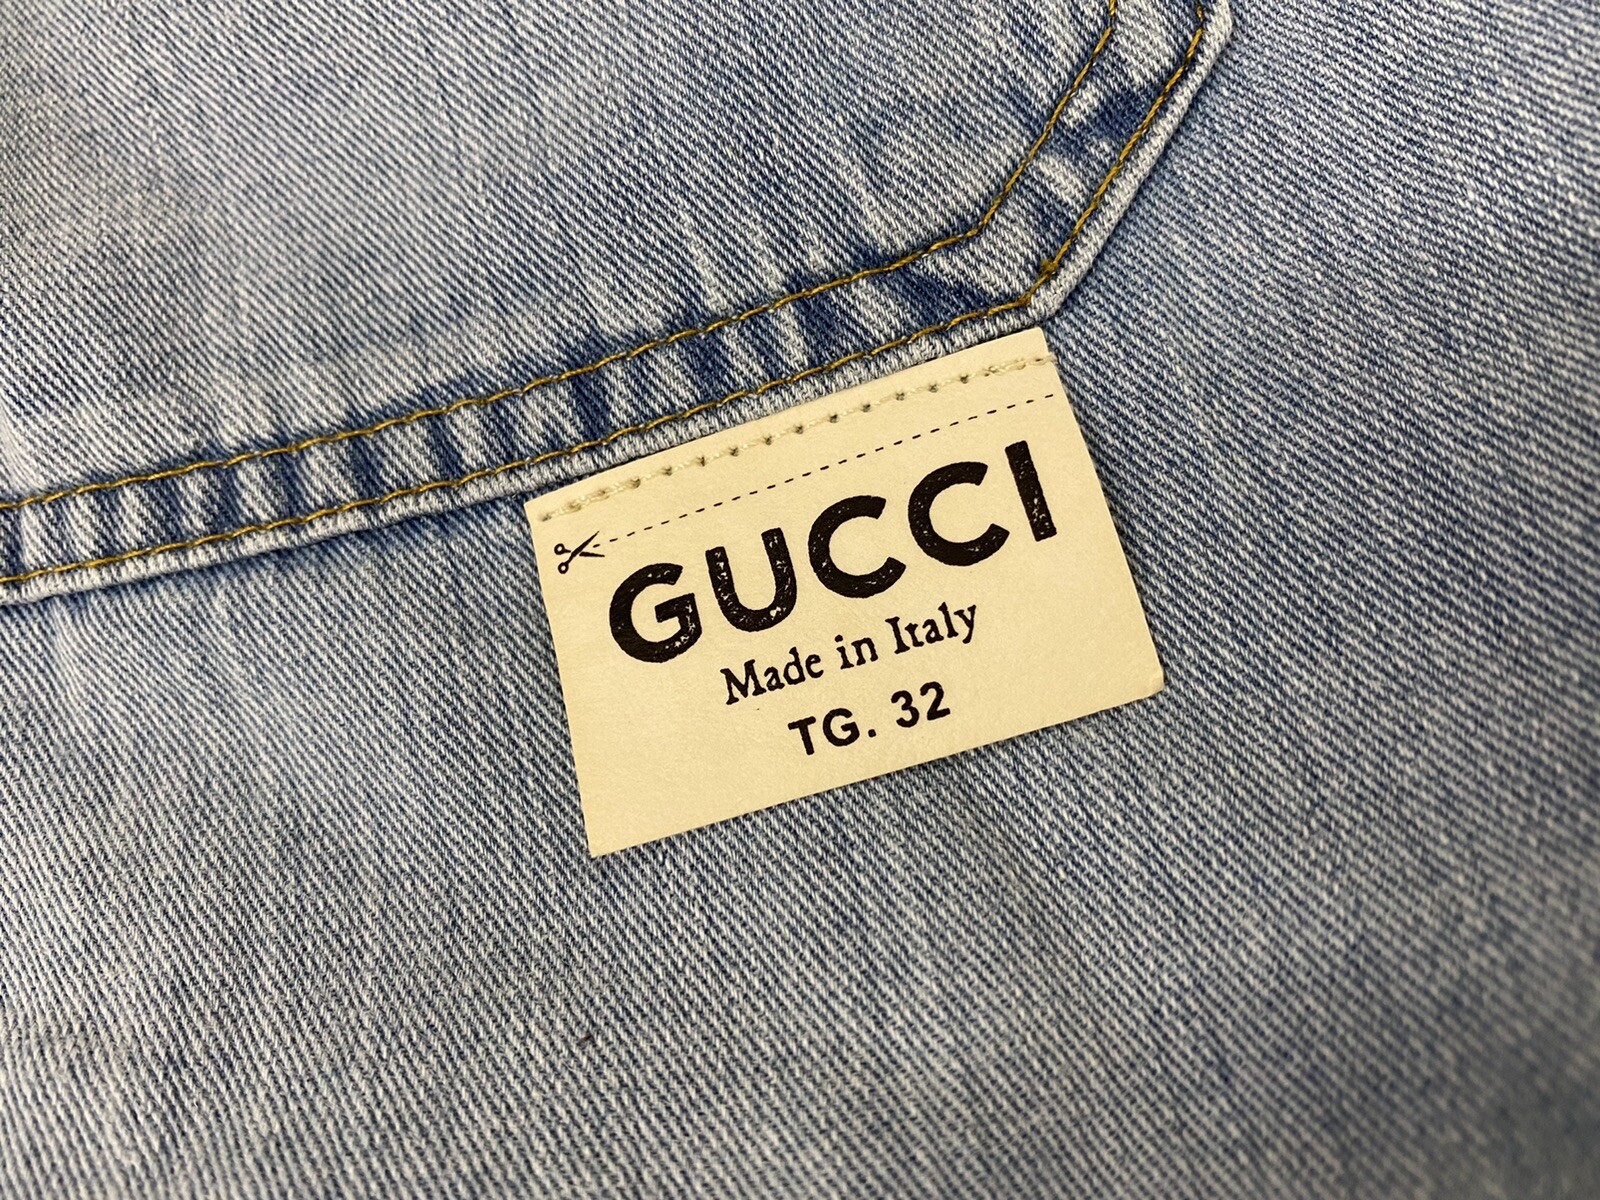 GUCCI
Made in Italy
TG. 32